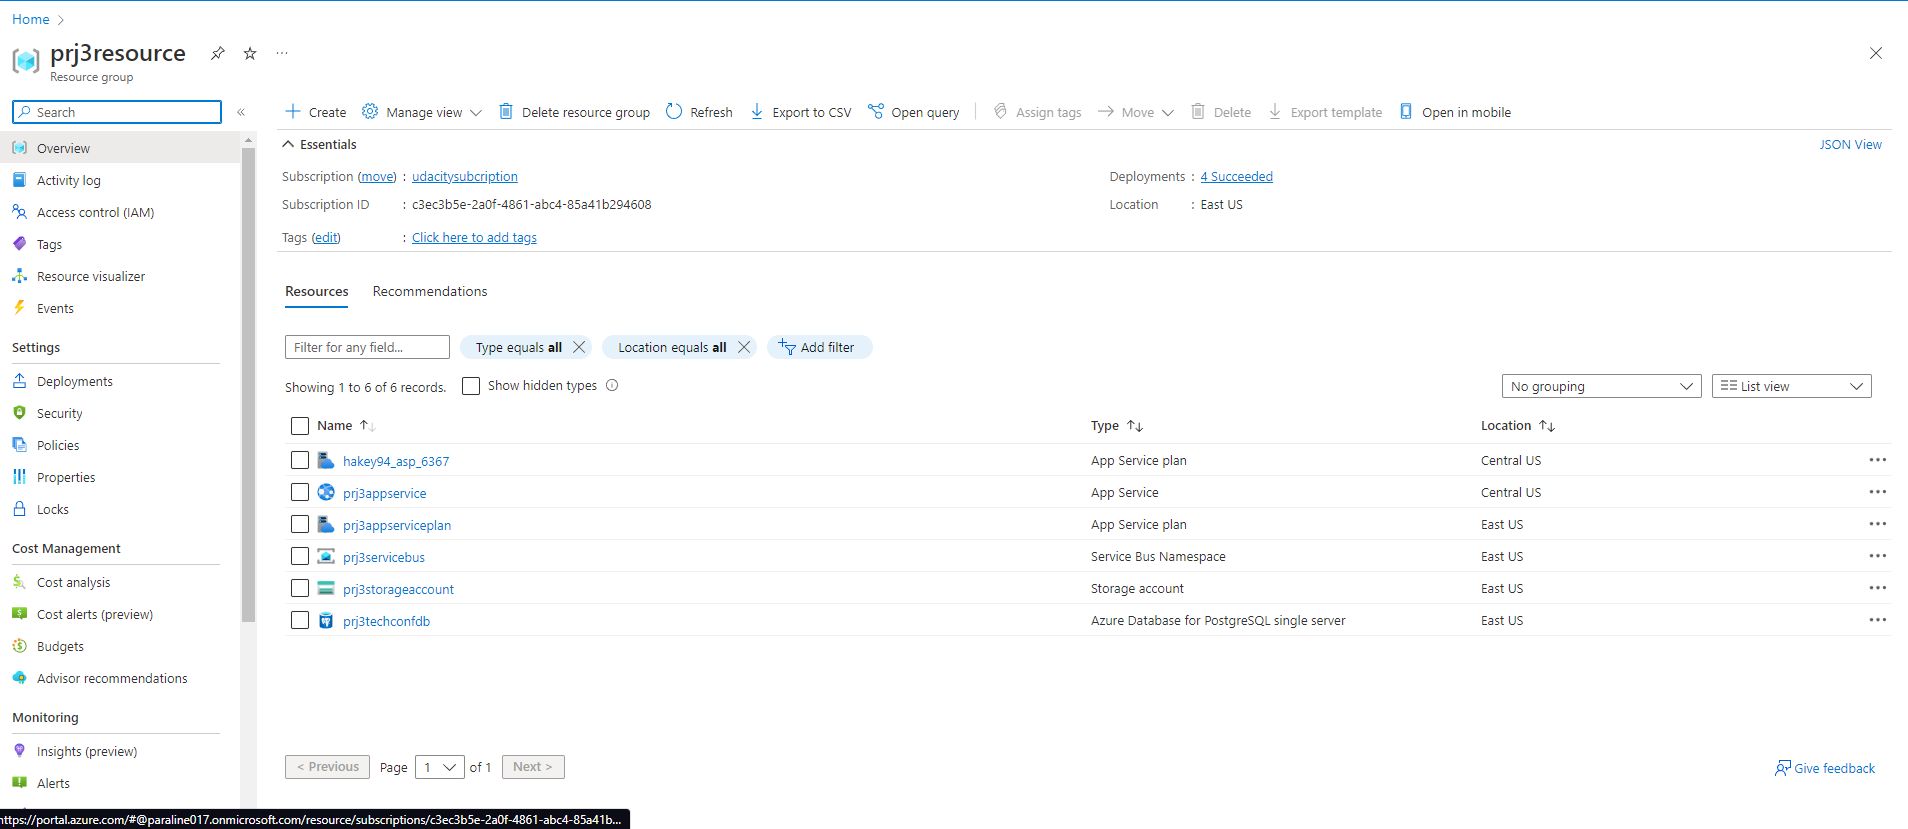 Home >
prj3resource
...
Resource group
Search
«
Overview
Activity log
Access control (IAM)
Tags
Resource visualizer
Events
Settings
Deployments
Security
Policies
Properties
Locks
Cost Management
Cost analysis
Cost alerts (preview)
Budgets
Advisor recommendations
Monitoring
Insights (preview)
Alerts
Create Manage view Delete resource group Refresh Export to CSV Open query Assign tags Move Delete Export template Open in mobile
Essentials JSON View
Subscription (move) : udacitysubcription Deployments : 4 Succeeded
Subscription ID : c3ec3b5e-2a0f-4861-abc4-85a41b294608 Location : East US
Tags (edit) : Click here to add tags
Resources Recommendations
Filter for any field... Type equals all Location equals all Add filter
Showing 1 to 6 of 6 records. Show hidden types No grouping List view
Name Type Location
hakey94_asp_6367 App Service plan Central US ...
prj3appservice App Service Central US ...
prj3appserviceplan App Service plan East US ...
prj3servicebus Service Bus Namespace East US ...
prj3storageaccount Storage account East US ...
prj3techconfdb Azure Database for PostgreSQL single server East US ...
< Previous Page 1 of 1 Next > Give feedback
https://portal.azure.com/#@paraline017.onmicrosoft.com/resource/subscriptions/c3ec3b5e-2a0f-4861-abc4-85a41b...